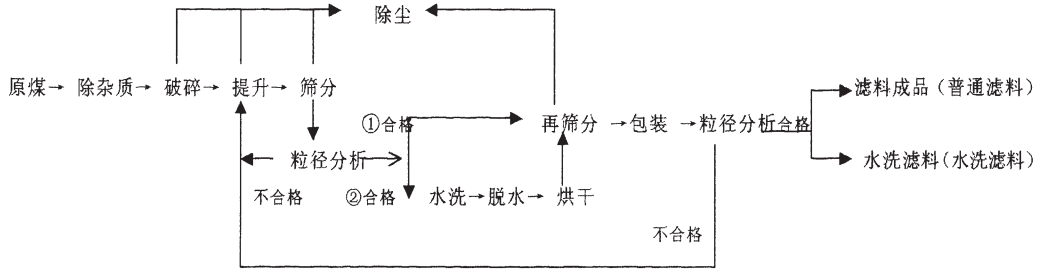 除尘
原煤→除杂质→破碎→提升→筛分
滤料成品（普通滤料）
①合格
再筛分→包装→粒径分析合格
粒径分析
水洗滤料（水洗滤料）
不合格
②合格
水洗→脱水→烘干
不合格